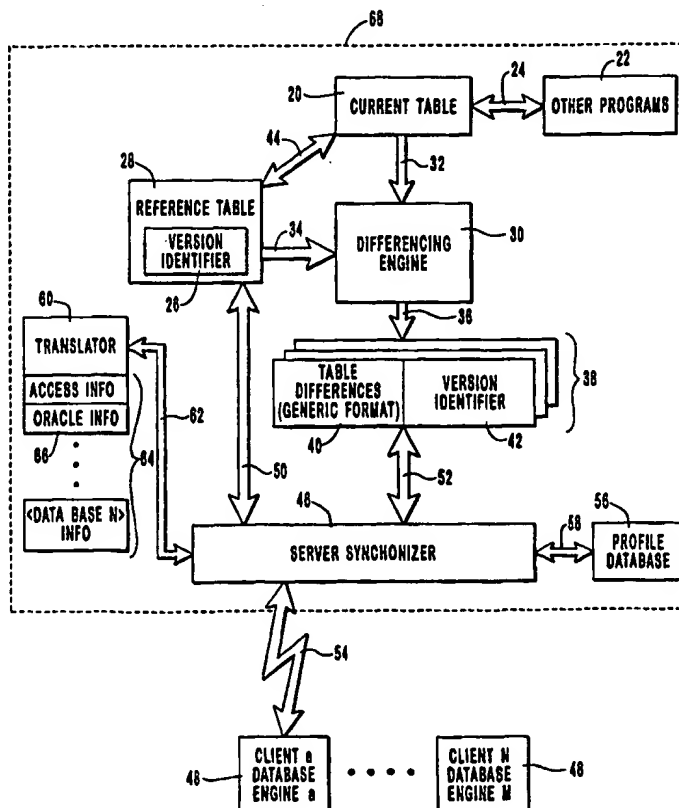 68
20
CURRENT TABLE
24
22
OTHER PROGRAMS
44
32
28
REFERENCE TABLE
VERSION IDENTIFIER
26
34
DIFFERENCING ENGINE
30
36
60
TRANSLATOR
ACCESS INFO
ORACLE INFO
66
64
<DATA BASE N> INFO
62
50
TABLE DIFFERENCES (GENERIC FORMAT)
VERSION IDENTIFIER
38
40
42
52
46
SERVER SYNCHONIZER
58
56
PROFILE DATABASE
54
48
CLIENT a DATABASE ENGINE a
CLIENT N DATABASE ENGINE M
48